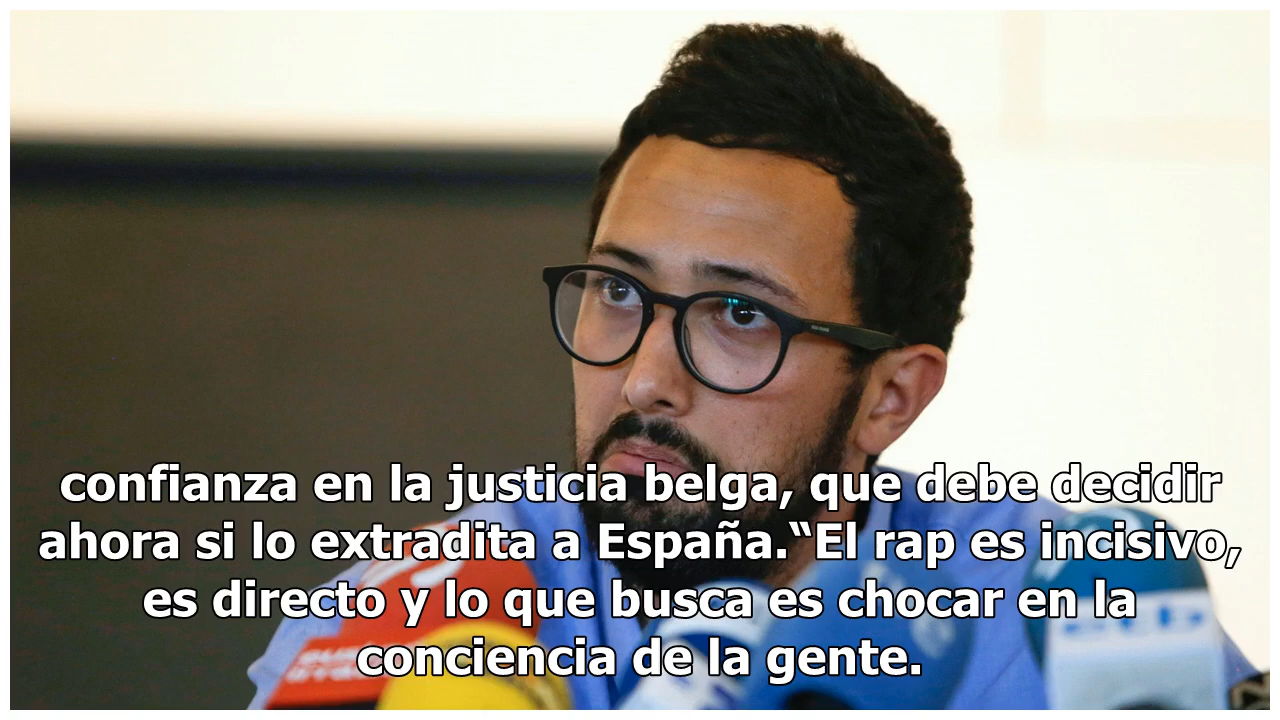 confianza en la justicia belga, que debe decidir
ahora si lo extradita a España.“El rap es incisivo,
es directo y lo que busca es chocar en la
conciencia de la gente.
eitb